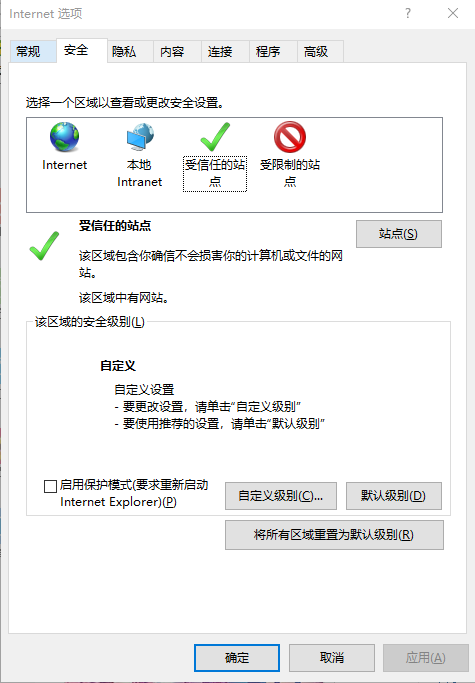 Internet 选项
常规 安全 隐私 内容 连接 程序 高级
选择一个区域以查看或更改安全设置。
Internet
本地
Intranet
受信任的站
点
受限制的站
点
受信任的站点
站点(S)
该区域包含你确信不会损害你的计算机或文件的网
站。
该区域中有网站。
该区域的安全级别(L)
自定义
自定义设置
- 要更改设置，请单击“自定义级别”
- 要使用推荐的设置，请单击“默认级别”
启用保护模式(要求重新启动
Internet Explorer)(P)
自定义级别(C)...
默认级别(D)
将所有区域重置为默认级别(R)
确定
取消
应用(A)